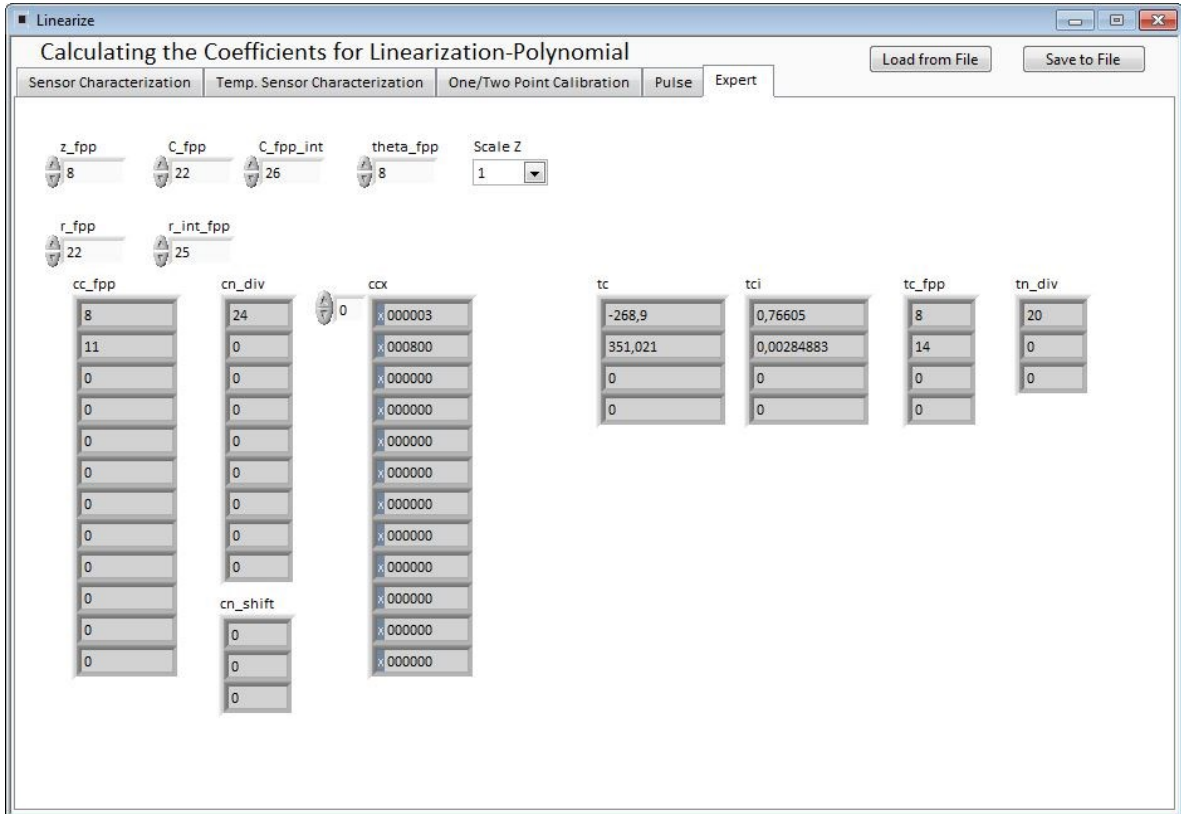 Linearize
Calculating the Coefficients for Linearization-Polynomial
Load from File Save to File
Sensor Characterization Temp. Sensor Characterization One/Two Point Calibration Pulse Expert
z_fpp C_fpp C_fpp_int theta_fpp Scale Z
8 22 26 8 1
r_fpp r_int_fpp
22 25
cc_fpp cn_div ccx tc tci tc_fpp tn_div
8 24 0 x 000003 -268,9 0,76605 8 20
11 0 x 000800 351,021 0,00284883 14 0
0 0 x 000000 0 0 0 0
0 0 x 000000 0 0 0
0 0 x 000000
0 0 x 000000
0 0 x 000000
0 0 x 000000
0 0 x 000000
0 cn_shift x 000000
0 0 x 000000
0 0 x 000000
0